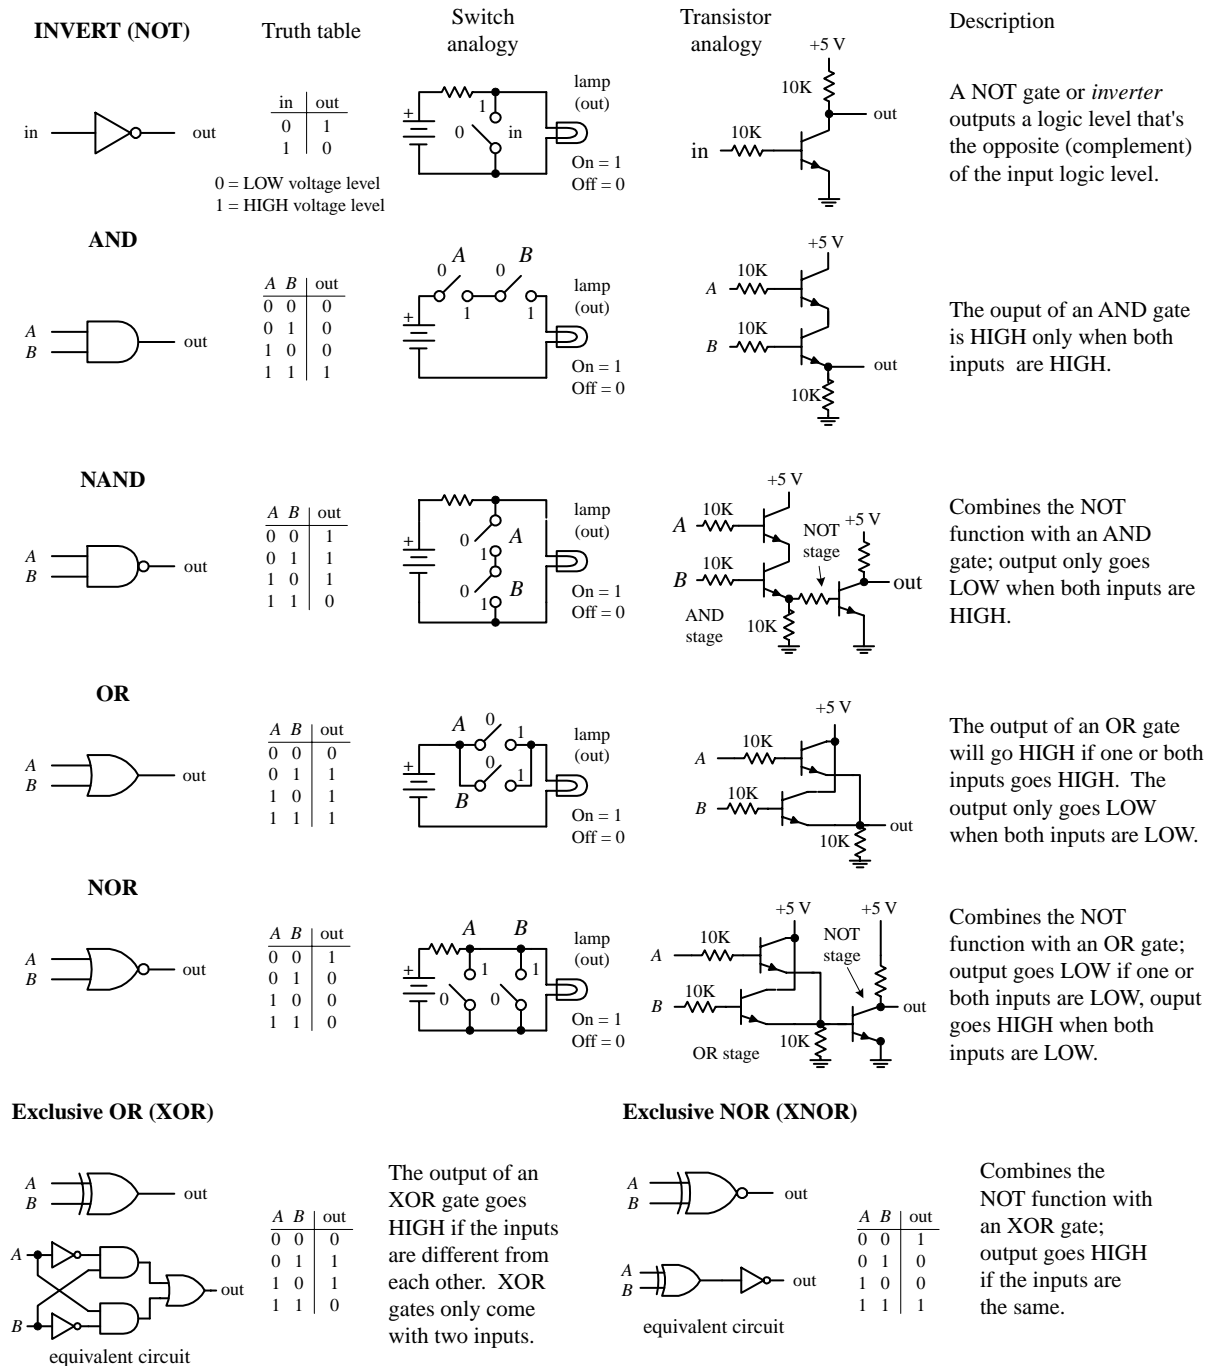 INVERT (NOT)
Truth table
Switch
analogy
Transistor
analogy
Description
in
out
in out
0 1
1 0
0 = LOW voltage level
1 = HIGH voltage level
+
1
0
in
lamp
(out)
On = 1
Off = 0
+5 V
10K
out
10K
in
A NOT gate or inverter
outputs a logic level that's
the opposite (complement)
of the input logic level.
AND
A
B
out
A B out
0 0 0
0 1 0
1 0 0
1 1 1
+
A
B
0
0
1
1
lamp
(out)
On = 1
Off = 0
+5 V
10K
A
10K
B
out
10K
The ouput of an AND gate
is HIGH only when both
inputs are HIGH.
NAND
A
B
out
A B out
0 0 1
0 1 1
1 0 1
1 1 0
+
0
A
1
0
B
1
lamp
(out)
On = 1
Off = 0
+5 V
10K
A
10K
B
NOT
stage
+5 V
out
AND
stage
10K
Combines the NOT
function with an AND
gate; output only goes
LOW when both inputs are
HIGH.
OR
A
B
out
A B out
0 0 0
0 1 1
1 0 1
1 1 1
+
A
0
1
0
1
B
lamp
(out)
On = 1
Off = 0
+5 V
10K
A
10K
B
out
10K
The output of an OR gate
will go HIGH if one or both
inputs goes HIGH. The
output only goes LOW
when both inputs are LOW.
NOR
A
B
out
A B out
0 0 1
0 1 0
1 0 0
1 1 0
+
A
B
1
1
0
0
lamp
(out)
On = 1
Off = 0
+5 V
+5 V
10K
A
NOT
stage
10K
B
out
OR stage
10K
Combines the NOT
function with an OR gate;
output goes LOW if one or
both inputs are LOW, ouput
goes HIGH when both
inputs are LOW.
Exclusive OR (XOR)
A
B
out
A
B
out
equivalent circuit
A B out
0 0 0
0 1 1
1 0 1
1 1 0
The output of an
XOR gate goes
HIGH if the inputs
are different from
each other. XOR
gates only come
with two inputs.
Exclusive NOR (XNOR)
A
B
out
A
B
out
equivalent circuit
A B out
0 0 1
0 1 0
1 0 0
1 1 1
Combines the
NOT function with
an XOR gate;
output goes HIGH
if the inputs are
the same.